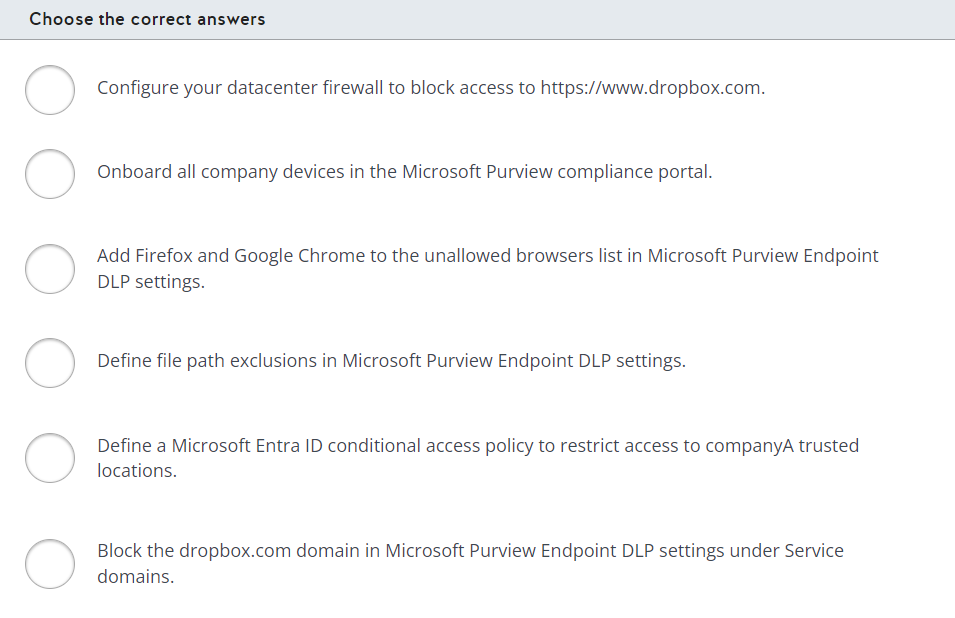 Choose the correct answers
Configure your datacenter firewall to block access to https://www.dropbox.com.
Onboard all company devices in the Microsoft Purview compliance portal.
Add Firefox and Google Chrome to the unallowed browsers list in Microsoft Purview Endpoint
DLP settings.
Define file path exclusions in Microsoft Purview Endpoint DLP settings.
Define a Microsoft Entra ID conditional access policy to restrict access to companyA trusted
locations.
Block the dropbox.com domain in Microsoft Purview Endpoint DLP settings under Service
domains.